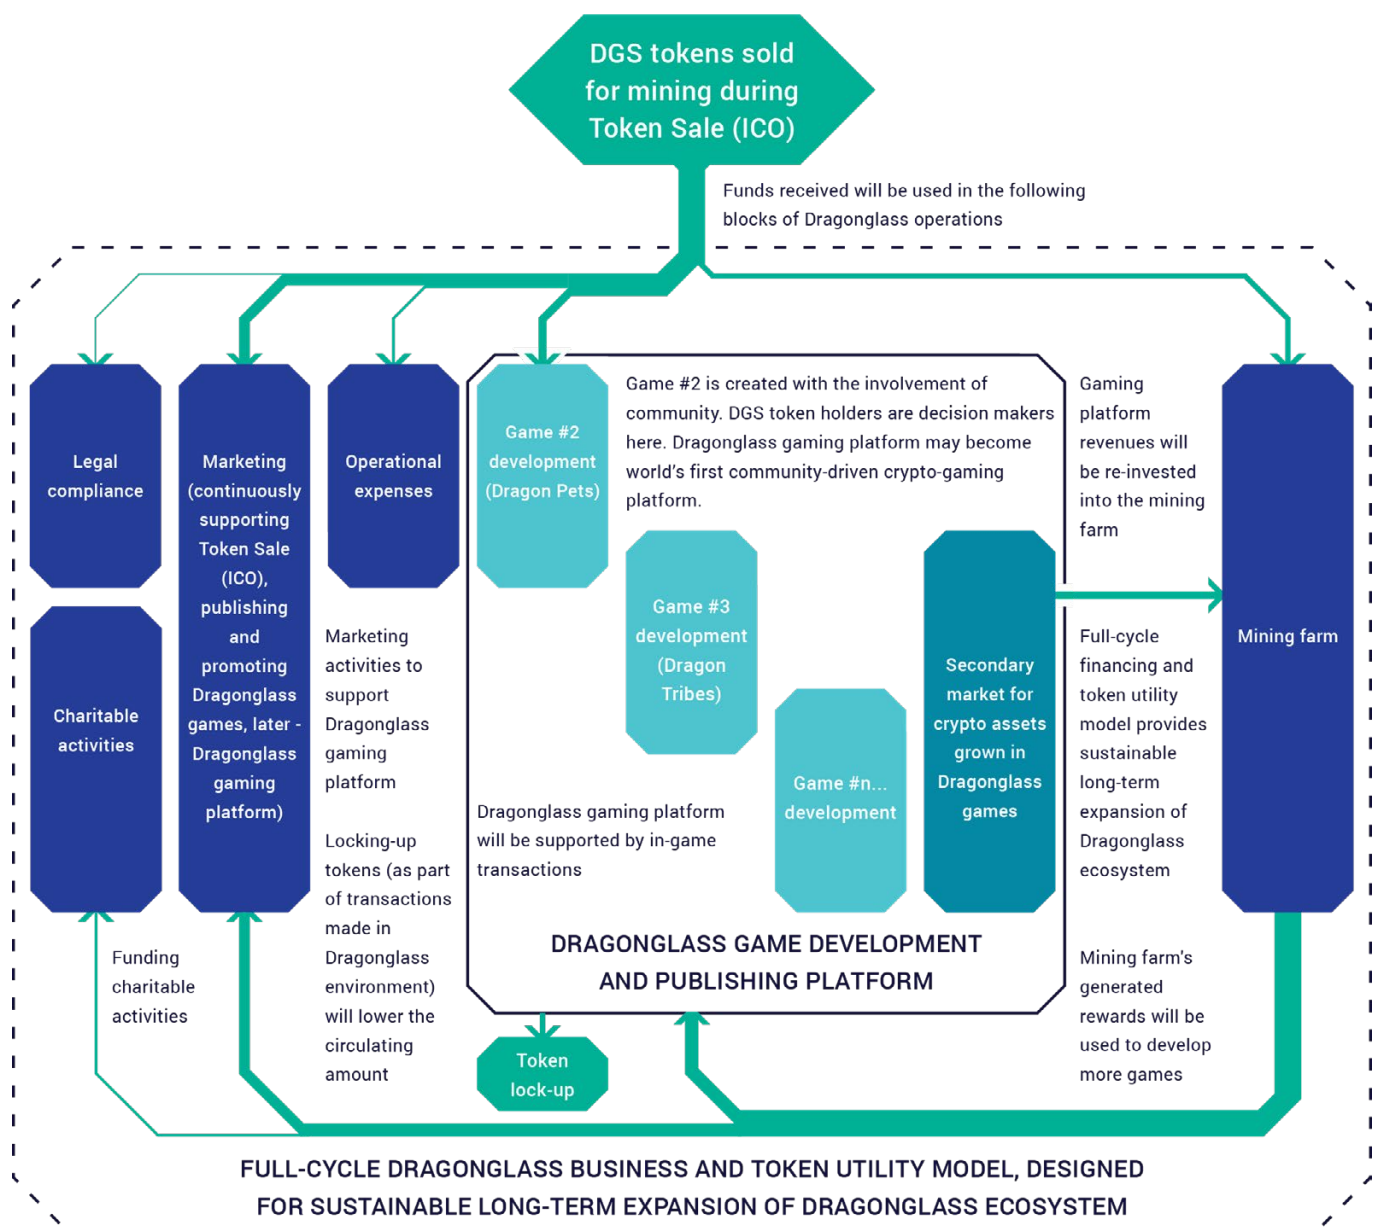 DGS tokens sold
for mining during
Token Sale (ICO)
Funds received will be used in the following
blocks of Dragonglass operations
Legal
compliance
Charitable
activities
Marketing
(continuously
supporting
Token Sale
(ICO),
publishing
and
promoting
Dragonglass
games, later -
Dragonglass
gaming
platform)
Operational
expenses
Game #2
development
(Dragon Pets)
Game #2 is created with the involvement of
community. DGS token holders are decision makers
here. Dragonglass gaming platform may become
world's first community-driven crypto-gaming
platform.
Game #3
development
(Dragon
Tribes)
Game #n...
development
Secondary
market for
crypto assets
grown in
Dragonglass
games
Gaming
platform
revenues will
be re-invested
into the mining
farm
Mining farm
Full-cycle
financing and
token utility
model provides
sustainable
long-term
expansion of
Dragonglass
ecosystem
Marketing
activities to
support
Dragonglass
gaming
platform
Locking-up
tokens (as part
of transactions
made in
Dragonglass
environment)
will lower the
circulating
amount
Dragonglass gaming platform
will be supported by in-game
transactions
DRAGONGLASS GAME DEVELOPMENT
AND PUBLISHING PLATFORM
Funding
charitable
activities
Token
lock-up
Mining farm's
generated
rewards will be
used to develop
more games
FULL-CYCLE DRAGONGLASS BUSINESS AND TOKEN UTILITY MODEL, DESIGNED
FOR SUSTAINABLE LONG-TERM EXPANSION OF DRAGONGLASS ECOSYSTEM